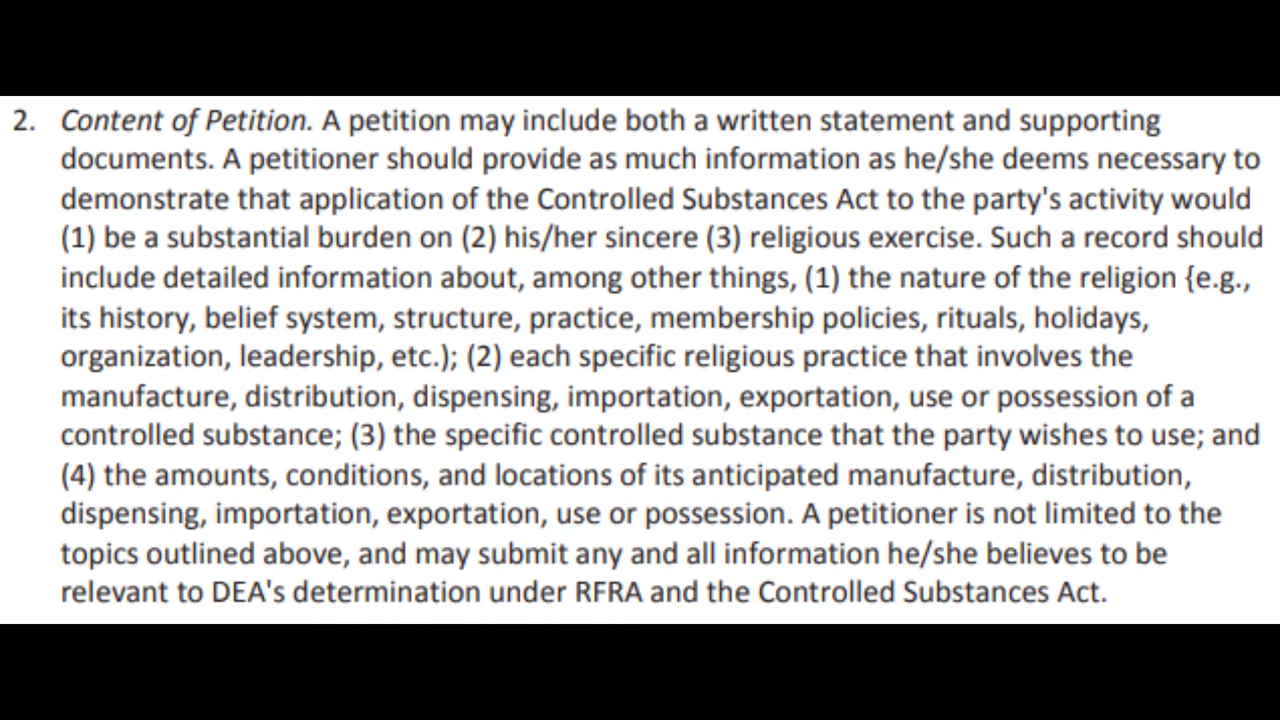 2. Content of Petition. A petition may include both a written statement and supporting
documents. A petitioner should provide as much information as he/she deems necessary to
demonstrate that application of the Controlled Substances Act to the party's activity would
(1) be a substantial burden on (2) his/her sincere (3) religious exercise. Such a record should
include detailed information about, among other things, (1) the nature of the religion {e.g.,
its history, belief system, structure, practice, membership policies, rituals, holidays,
organization, leadership, etc.); (2) each specific religious practice that involves the
manufacture, distribution, dispensing, importation, exportation, use or possession of a
controlled substance; (3) the specific controlled substance that the party wishes to use; and
(4) the amounts, conditions, and locations of its anticipated manufacture, distribution,
dispensing, importation, exportation, use or possession. A petitioner is not limited to the
topics outlined above, and may submit any and all information he/she believes to be
relevant to DEA's determination under RFRA and the Controlled Substances Act.